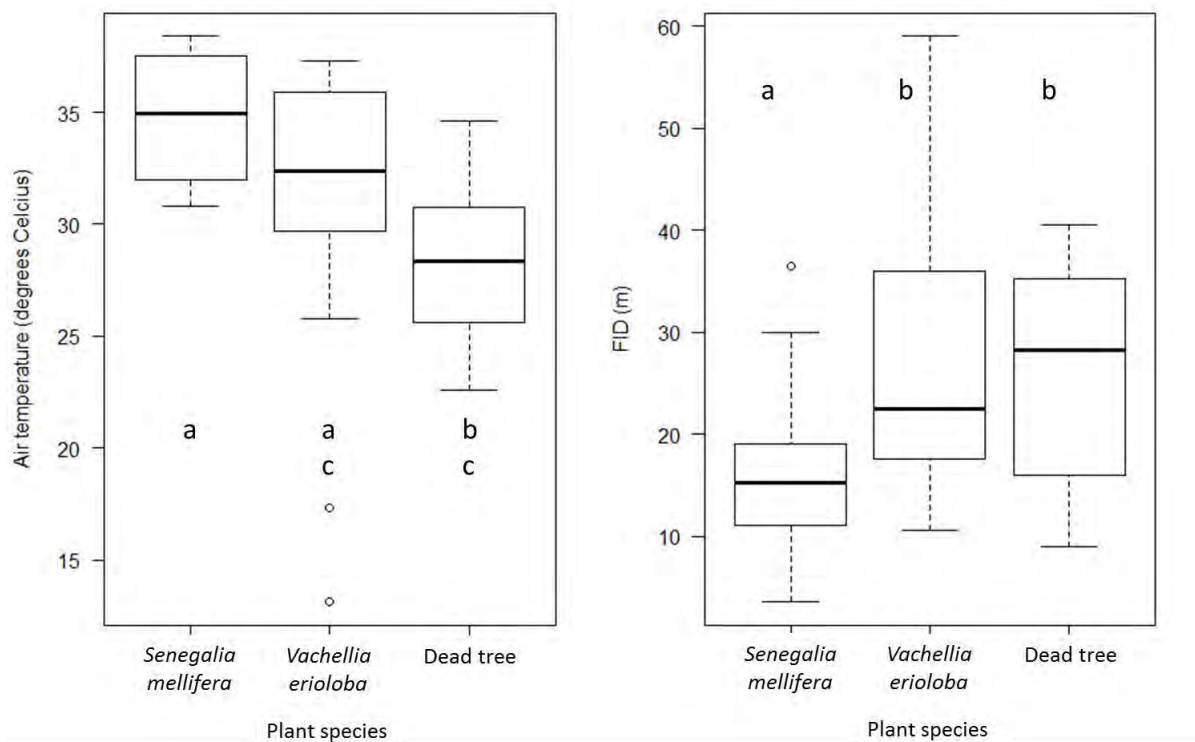 Air temperature (degrees Celcius)
35
30
25
20
15
a
a
b
c
c
Senegalia
mellifera
Vachellia
erioloba
Dead tree
Plant species
FID (m)
60
50
40
30
20
10
a
b
b
Senegalia
mellifera
Vachellia
erioloba
Dead tree
Plant species